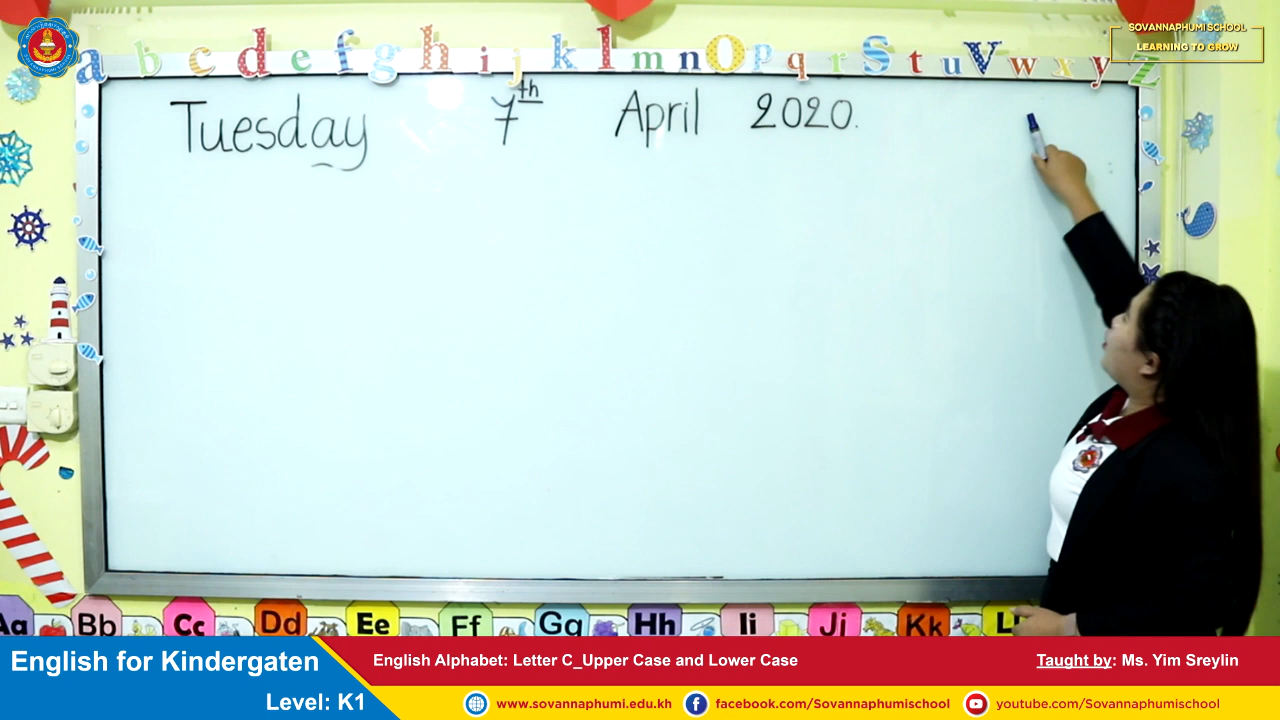 SOVANNAPHUMI SCHOOL
LEARNING TO GROW
a b c d e f g h i j k l m n O p q r S t u V w x y Z
Tuesday 7th April 2020.
Aa Bb Cc Dd Ee Ff Gg Hh Ii Jj Kk
English for Kindergaten
Level: K1
English Alphabet: Letter C_Upper Case and Lower Case
Taught by: Ms. Yim Sreylin
www.sovannaphumi.edu.kh
facebook.com/Sovannaphumischool
youtube.com/Sovannaphumischool